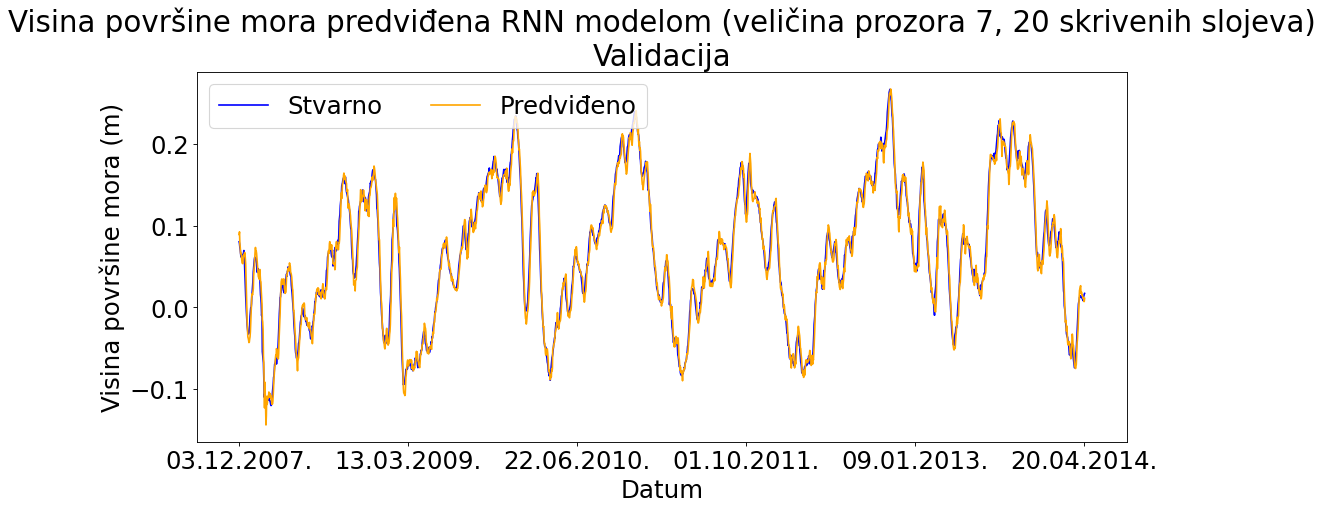 Visina površine mora predviđena RNN modelom (veličina prozora 7, 20 skrivenih slojeva)
Validacija
Stvarno Predviđeno
Visina površine mora (m)
0.2
0.1
0.0
−0.1
03.12.2007. 13.03.2009. 22.06.2010. 01.10.2011. 09.01.2013. 20.04.2014.
Datum